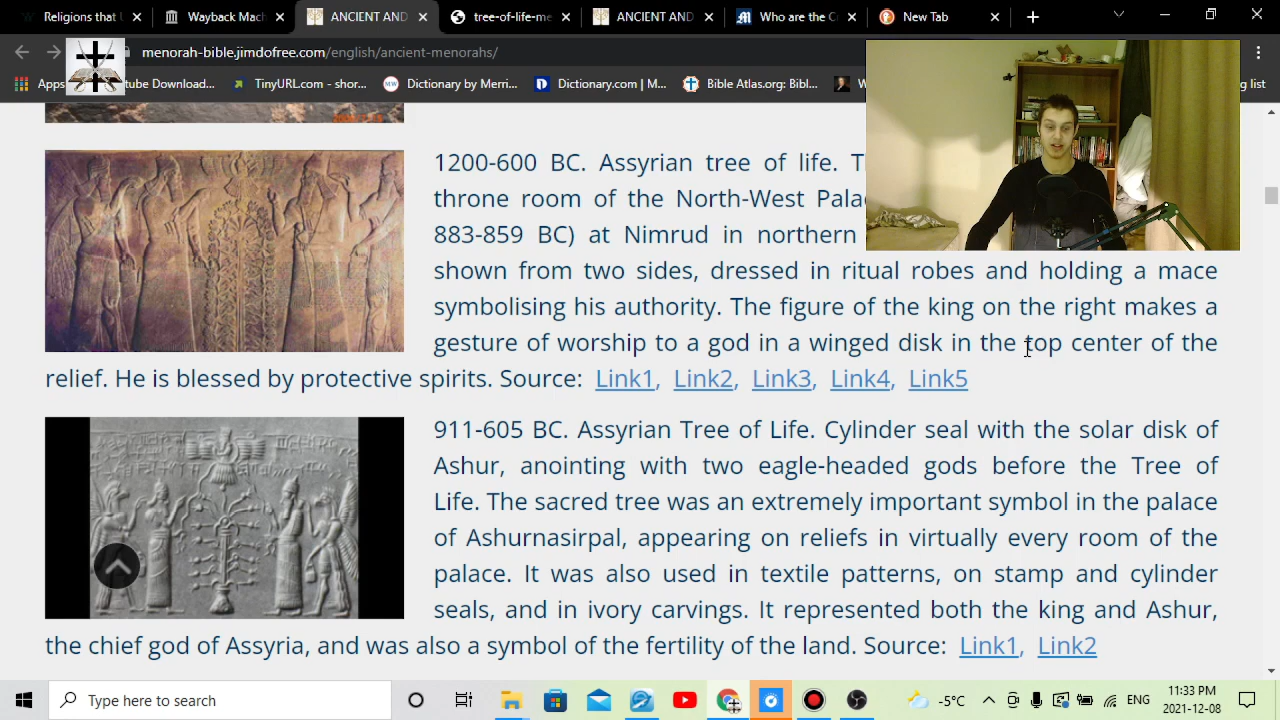 Religions that U
Wayback Mach
ANCIENT AND
tree-of-life-me
ANCIENT AND
Who are the C
New Tab
menorah-bible.jimdofree.com/english/ancient-menorahs/
Apps
tube Download...
TinyURL.com - shor...
Dictionary by Merri...
Dictionary.com | M...
Bible Atlas.org: Bibl...
W
g list
1200-600 BC. Assyrian tree of life. T
throne room of the North-West Pala
883-859 BC) at Nimrud in northern
shown from two sides, dressed in ritual robes and holding a mace
symbolising his authority. The figure of the king on the right makes a
gesture of worship to a god in a winged disk in the top center of the
relief. He is blessed by protective spirits. Source: Link1, Link2, Link3, Link4, Link5
911-605 BC. Assyrian Tree of Life. Cylinder seal with the solar disk of
Ashur, anointing with two eagle-headed gods before the Tree of
Life. The sacred tree was an extremely important symbol in the palace
of Ashurnasirpal, appearing on reliefs in virtually every room of the
palace. It was also used in textile patterns, on stamp and cylinder
seals, and in ivory carvings. It represented both the king and Ashur,
the chief god of Assyria, and was also a symbol of the fertility of the land. Source: Link1, Link2
Type here to search
-5°C
ENG
11:33 PM
2021-12-08